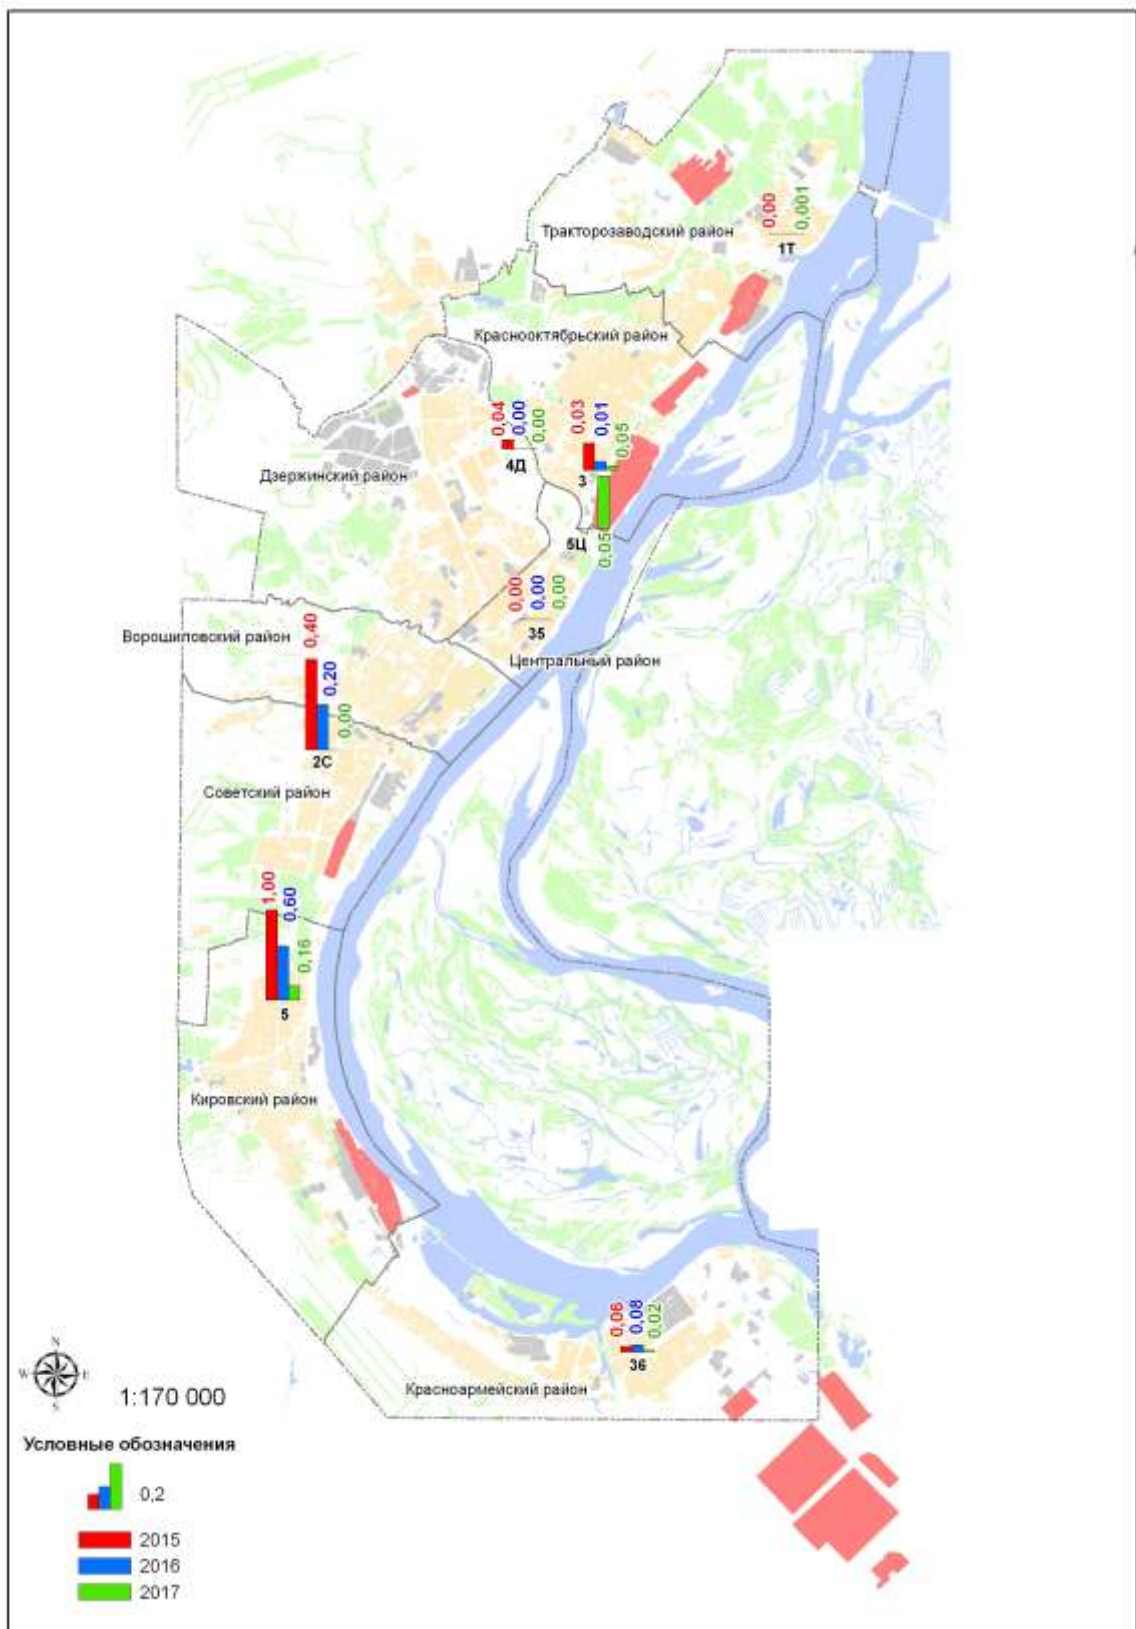 0,00
0,001
Тракторозаводский район
1Т
Краснооктябрьский район
0,04
0,00
0,00
4Д
0,03
0,01
0,05
3
Дзержинский район
5Ц
0,05
0,00
0,00
0,00
35
Центральный район
Ворошиловский район
0,40
0,20
0,00
2С
Советский район
1,00
0,60
0,16
5
Кировский район
0,06
0,08
0,02
36
Красноармейский район
N
W
E
S
1:170 000
Условные обозначения
0,2
2015
2016
2017